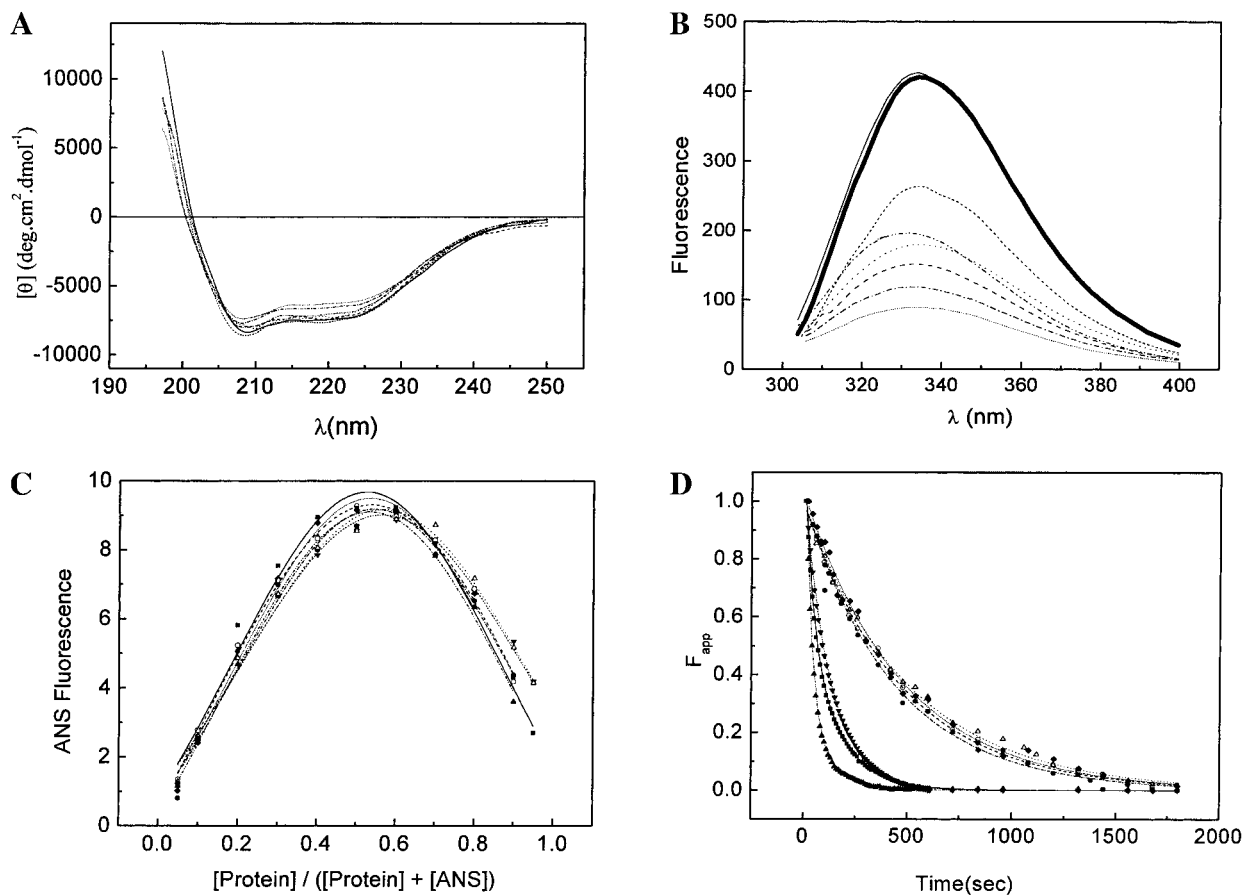 A
10000
5000
0
-5000
-10000
[θ] (deg.cm².dmol⁻¹)
190 200 210 220 230 240 250
λ(nm)
B
500
400
300
200
100
0
Fluorescence
300 320 340 360 380 400
λ (nm)
C
10
8
6
4
2
0
ANS Fluorescence
0.0 0.2 0.4 0.6 0.8 1.0
[Protein] / ([Protein] + [ANS])
D
1.0
0.8
0.6
0.4
0.2
0.0
F_app
0 500 1000 1500 2000
Time(sec)